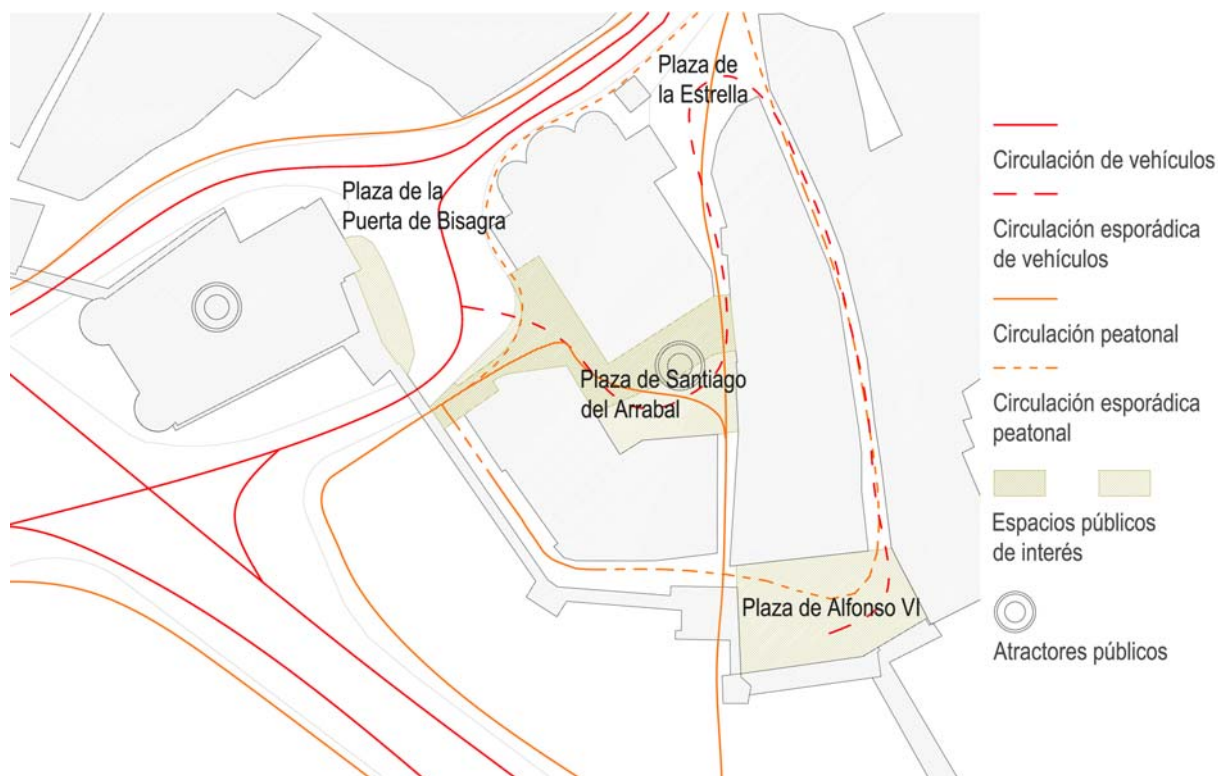 Plaza de
la Estrella
Plaza de la
Puerta de Bisagra
Plaza de Santiago
del Arrabal
Plaza de Alfonso VI
Circulación de vehículos
Circulación esporádica
de vehículos
Circulación peatonal
Circulación esporádica
peatonal
Espacios públicos
de interés
Atractores públicos